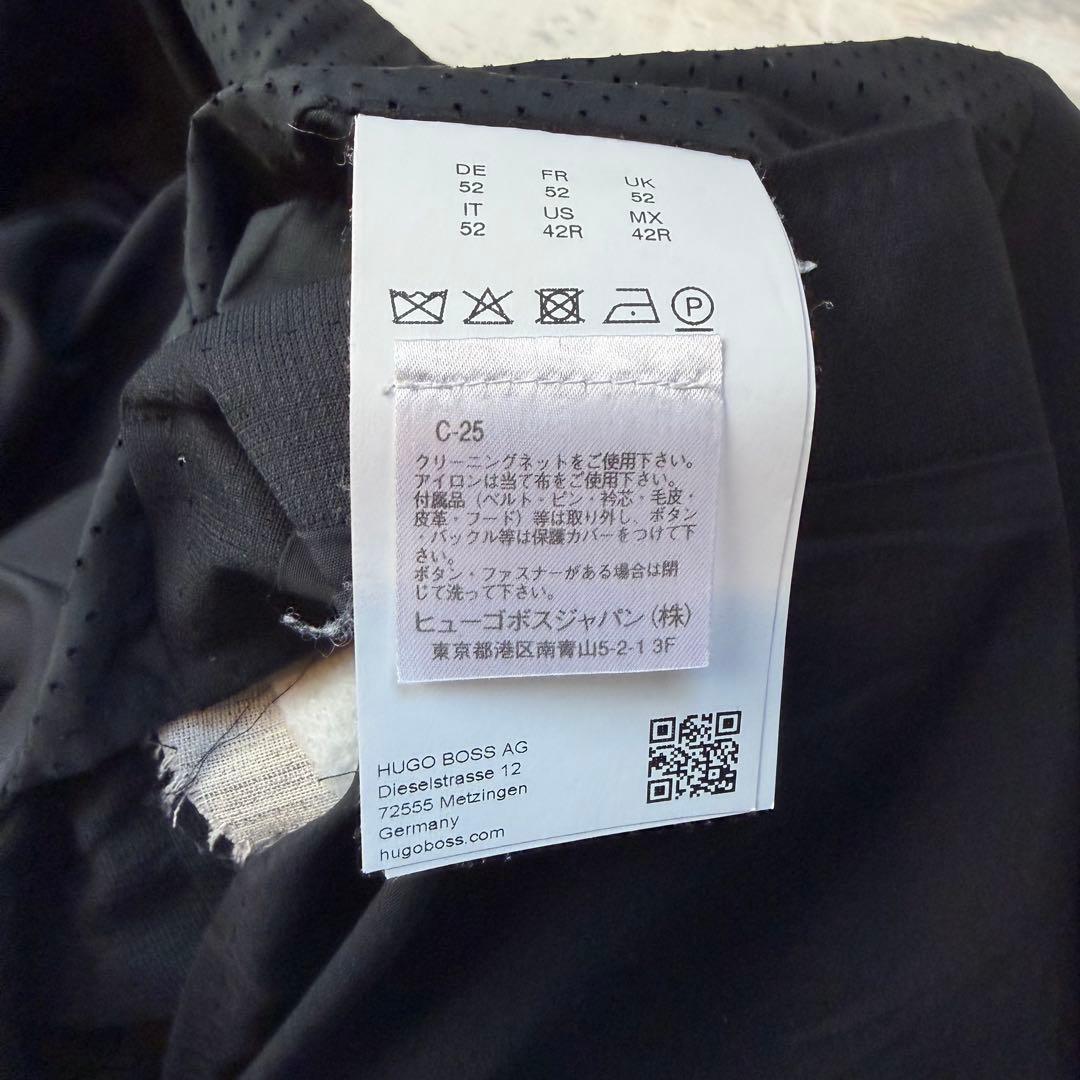 DE FR UK
52 52 52
IT US MX
52 42R 42R
P
C-25
クリーニングネットをご使用下さい。
アイロンは当て布をご使用下さい。
付属品（ベルト・ピン・衿芯・毛皮・
皮革・フード）等は取り外し、ボタン
・バックル等は保護カバーをつけて下
さい。
ボタン・ファスナーがある場合は閉
じて洗って下さい。
ヒューゴボスジャパン(株)
東京都港区南青山5-2-1 3F
HUGO BOSS AG
Dieselstrasse 12
72555 Metzingen
Germany
hugoboss.com